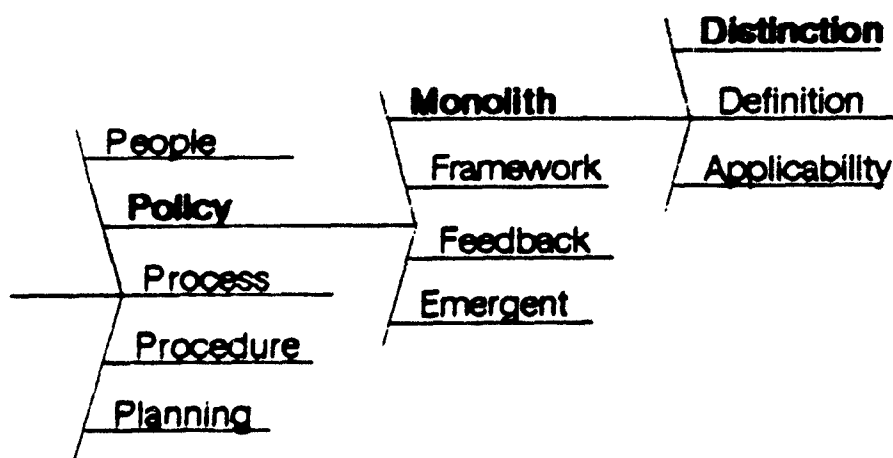 People
Policy
Process
Procedure
Planning
Monolith
Framework
Feedback
Emergent
Distinction
Definition
Applicability